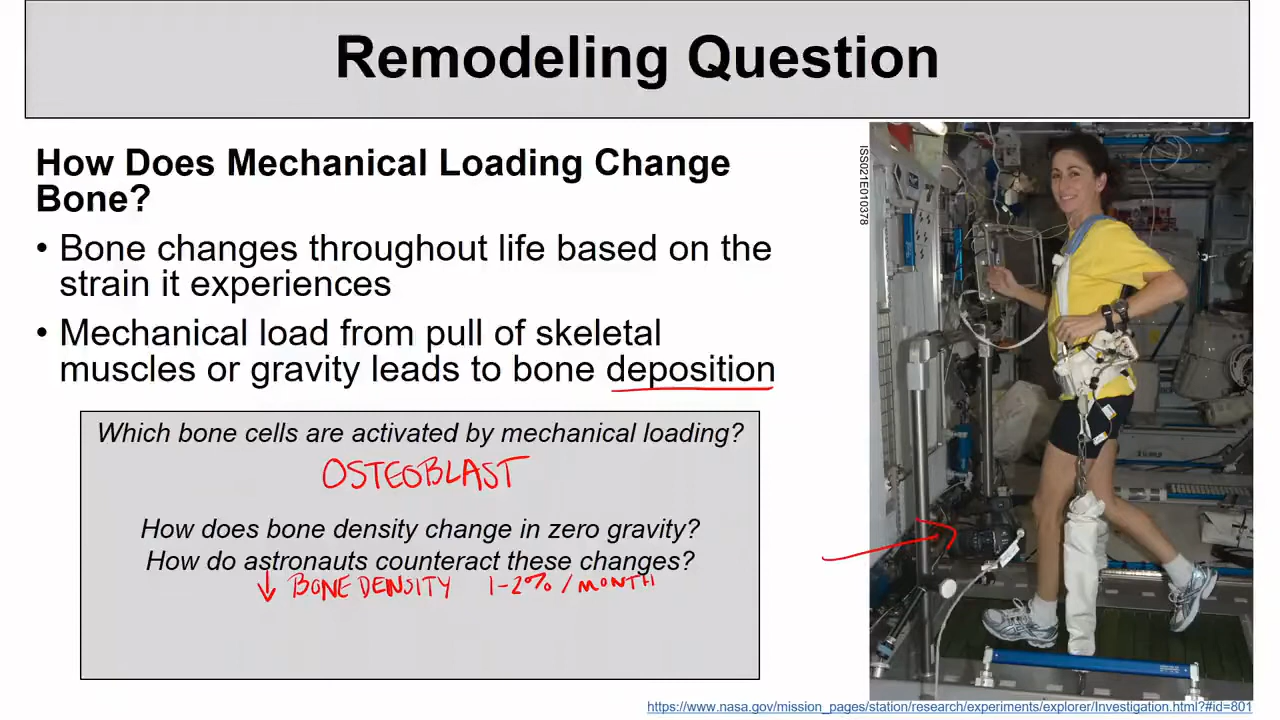 Remodeling Question
How Does Mechanical Loading Change
Bone?
• Bone changes throughout life based on the
strain it experiences
• Mechanical load from pull of skeletal
muscles or gravity leads to bone deposition
Which bone cells are activated by mechanical loading?
OSTEOBLAST
How does bone density change in zero gravity?
How do astronauts counteract these changes?
↓ BONE DENSITY 1-2% / MONTH
ISS021E010378
https://www.nasa.gov/mission_pages/station/research/experiments/explorer/Investigation.html?#id=801